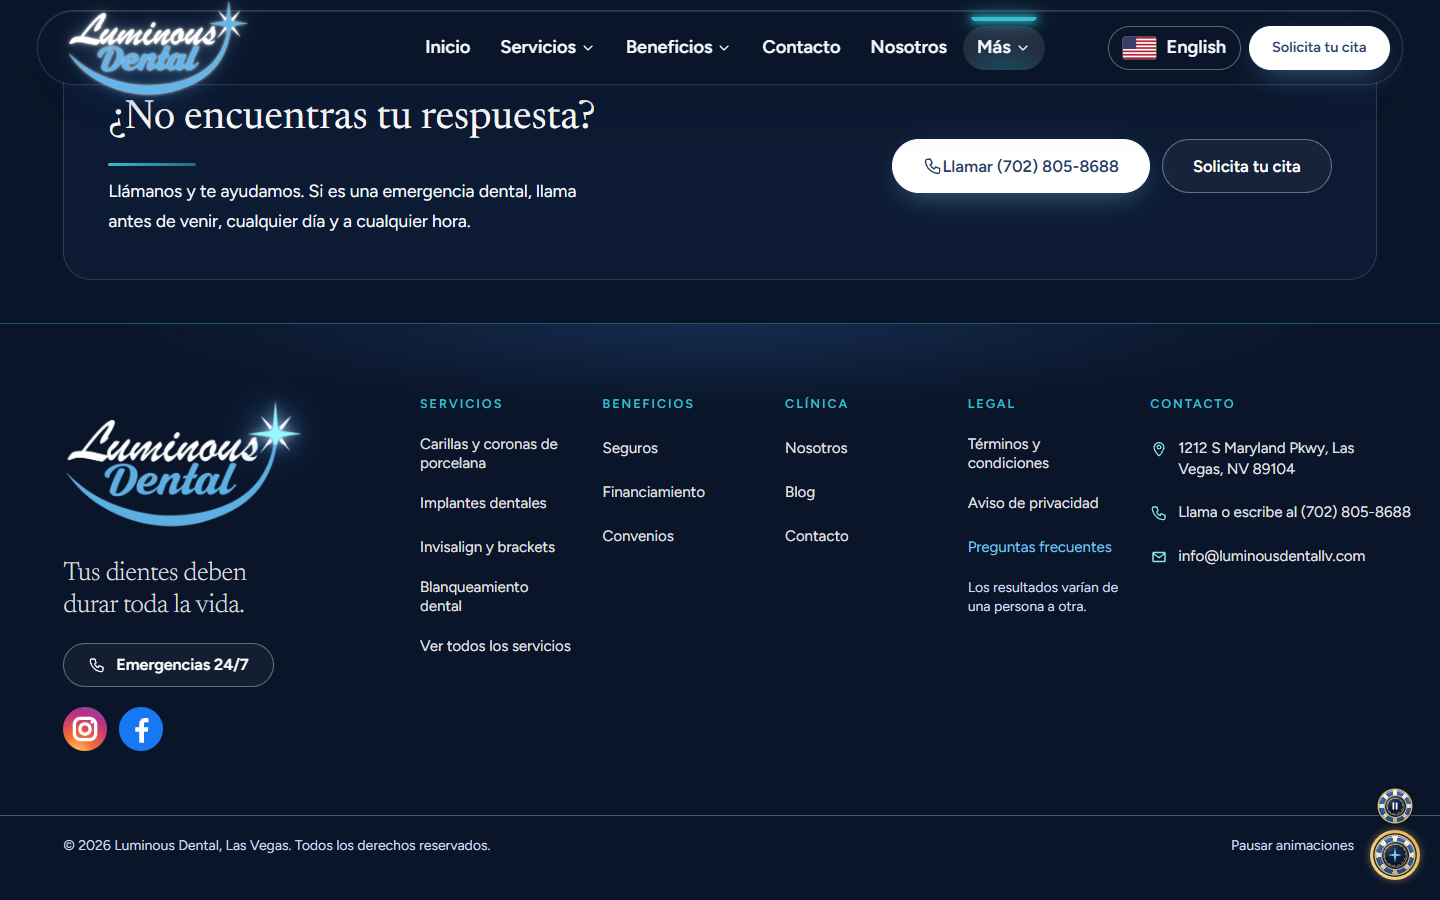 Luminous
Dental
Inicio
Servicios
Beneficios
Contacto
Nosotros
Más
English
Solicita tu cita
¿No encuentras tu respuesta?
Llámanos y te ayudamos. Si es una emergencia dental, llama
antes de venir, cualquier día y a cualquier hora.
Llamar (702) 805-8688
Solicita tu cita
Luminous
Dental
Tus dientes deben
durar toda la vida.
Emergencias 24/7
SERVICIOS
Carillas y coronas de
porcelana
Implantes dentales
Invisalign y brackets
Blanqueamiento
dental
Ver todos los servicios
BENEFICIOS
Seguros
Financiamiento
Convenios
CLÍNICA
Nosotros
Blog
Contacto
LEGAL
Términos y
condiciones
Aviso de privacidad
Preguntas frecuentes
Los resultados varían de
una persona a otra.
CONTACTO
1212 S Maryland Pkwy, Las
Vegas, NV 89104
Llama o escribe al (702) 805-8688
info@luminousdentallv.com
© 2026 Luminous Dental, Las Vegas. Todos los derechos reservados.
Pausar animaciones